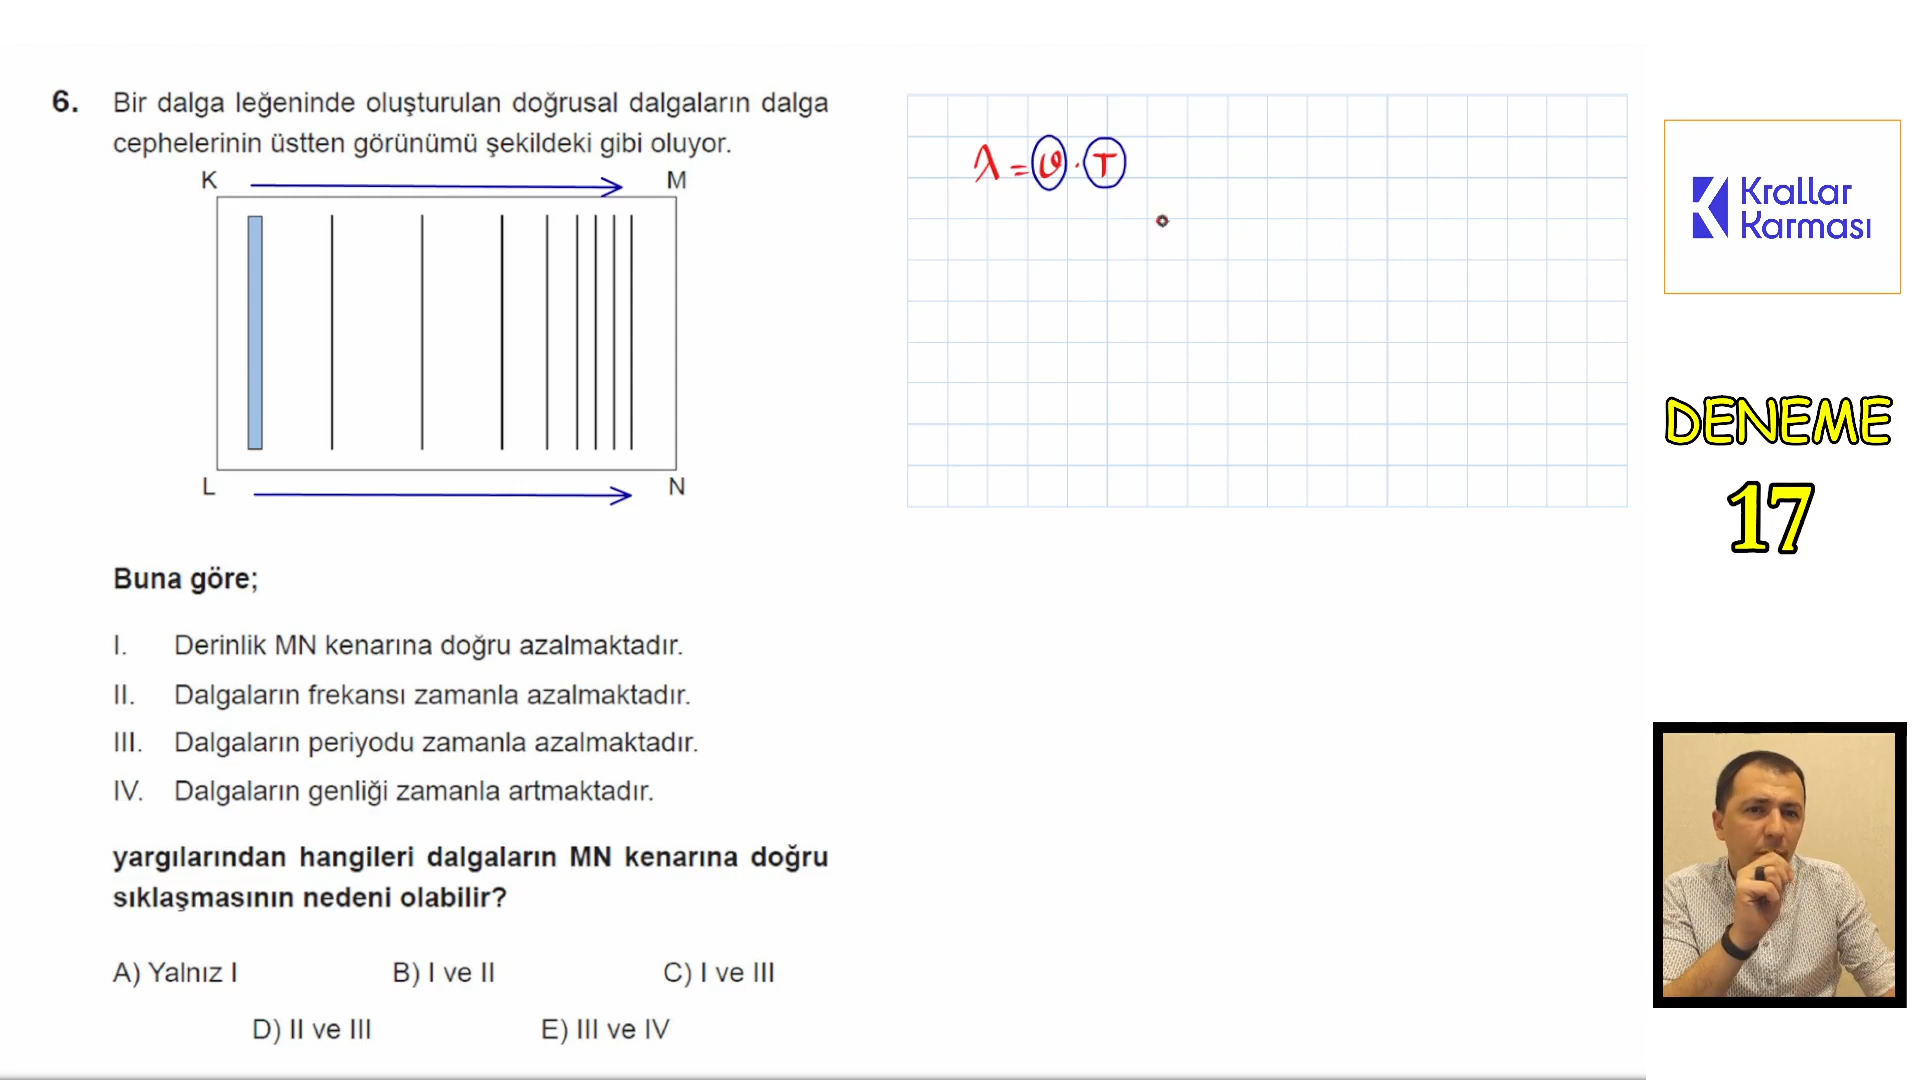 6. Bir dalga leğeninde oluşturulan doğrusal dalgaların dalga
cephelerinin üstten görünümü şekildeki gibi oluyor.
K M
L N
λ = υ . T
Buna göre;
I. Derinlik MN kenarına doğru azalmaktadır.
II. Dalgaların frekansı zamanla azalmaktadır.
III. Dalgaların periyodu zamanla azalmaktadır.
IV. Dalgaların genliği zamanla artmaktadır.
yargılarından hangileri dalgaların MN kenarına doğru
sıklaşmasının nedeni olabilir?
A) Yalnız I B) I ve II C) I ve III
D) II ve III E) III ve IV
Krallar
Karması
DENEME
17